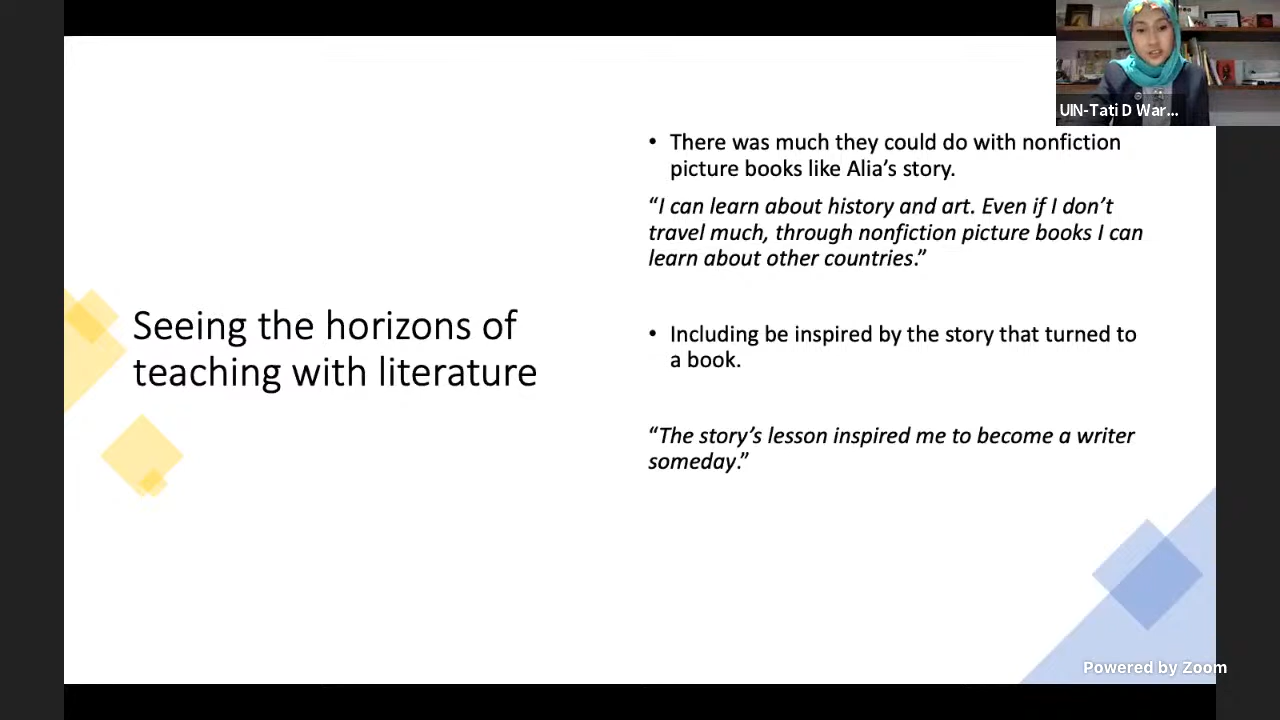 UIN-Tati D War...
• There was much they could do with nonfiction
picture books like Alia’s story.
“I can learn about history and art. Even if I don’t
travel much, through nonfiction picture books I can
learn about other countries.”
Seeing the horizons of
teaching with literature
• Including be inspired by the story that turned to
a book.
“The story’s lesson inspired me to become a writer
someday.”
Powered by Zoom